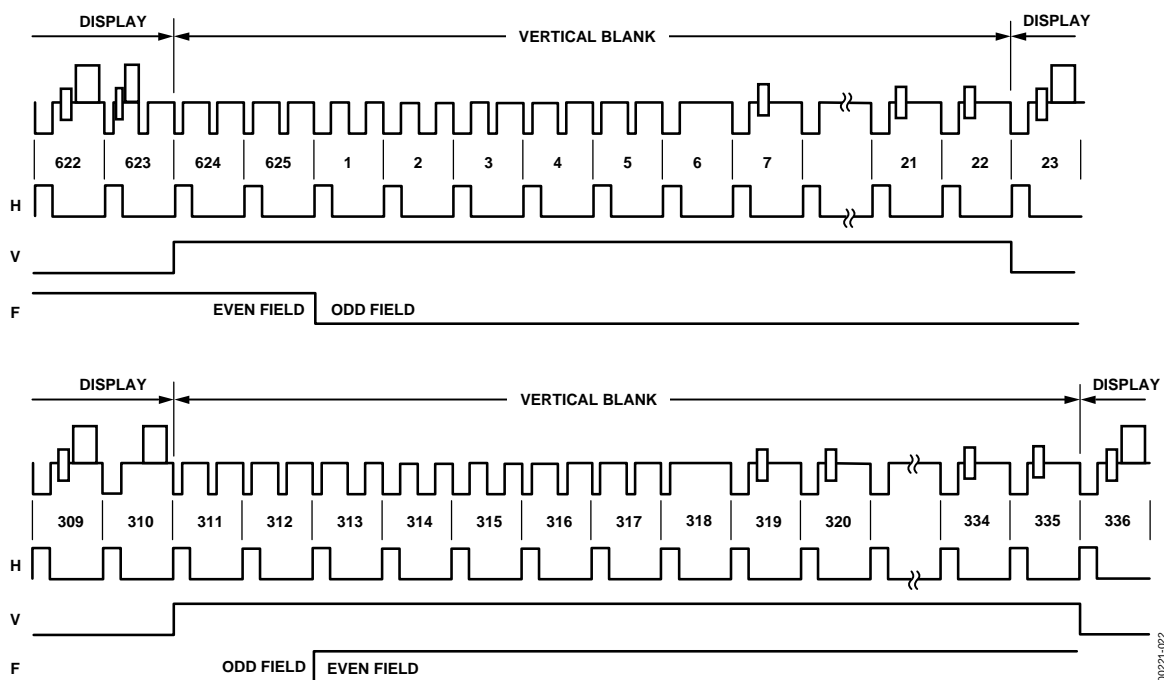 DISPLAY VERTICAL BLANK DISPLAY
622 623 624 625 1 2 3 4 5 6 7 21 22 23
H
V
F EVEN FIELD ODD FIELD
DISPLAY VERTICAL BLANK DISPLAY
309 310 311 312 313 314 315 316 317 318 319 320 334 335 336
H
V
F ODD FIELD EVEN FIELD
00221-022